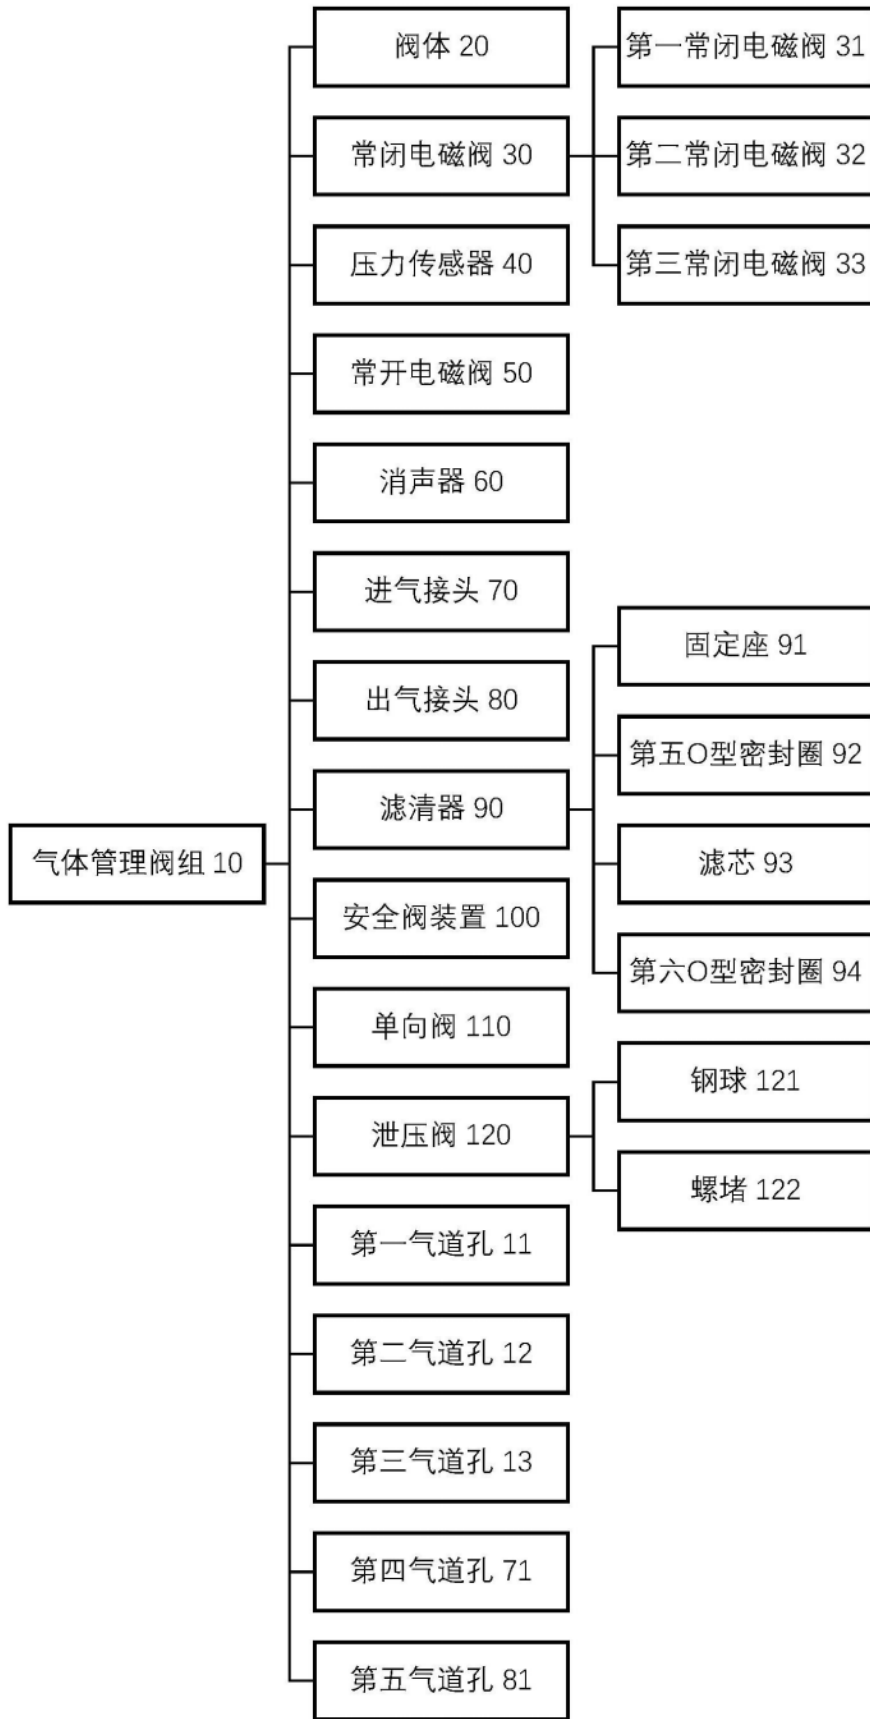 气体管理阀组 10
阀体 20
常闭电磁阀 30
第一常闭电磁阀 31
第二常闭电磁阀 32
第三常闭电磁阀 33
压力传感器 40
常开电磁阀 50
消声器 60
进气接头 70
出气接头 80
滤清器 90
固定座 91
第五O型密封圈 92
滤芯 93
第六O型密封圈 94
安全阀装置 100
单向阀 110
泄压阀 120
钢球 121
螺堵 122
第一气道孔 11
第二气道孔 12
第三气道孔 13
第四气道孔 71
第五气道孔 81